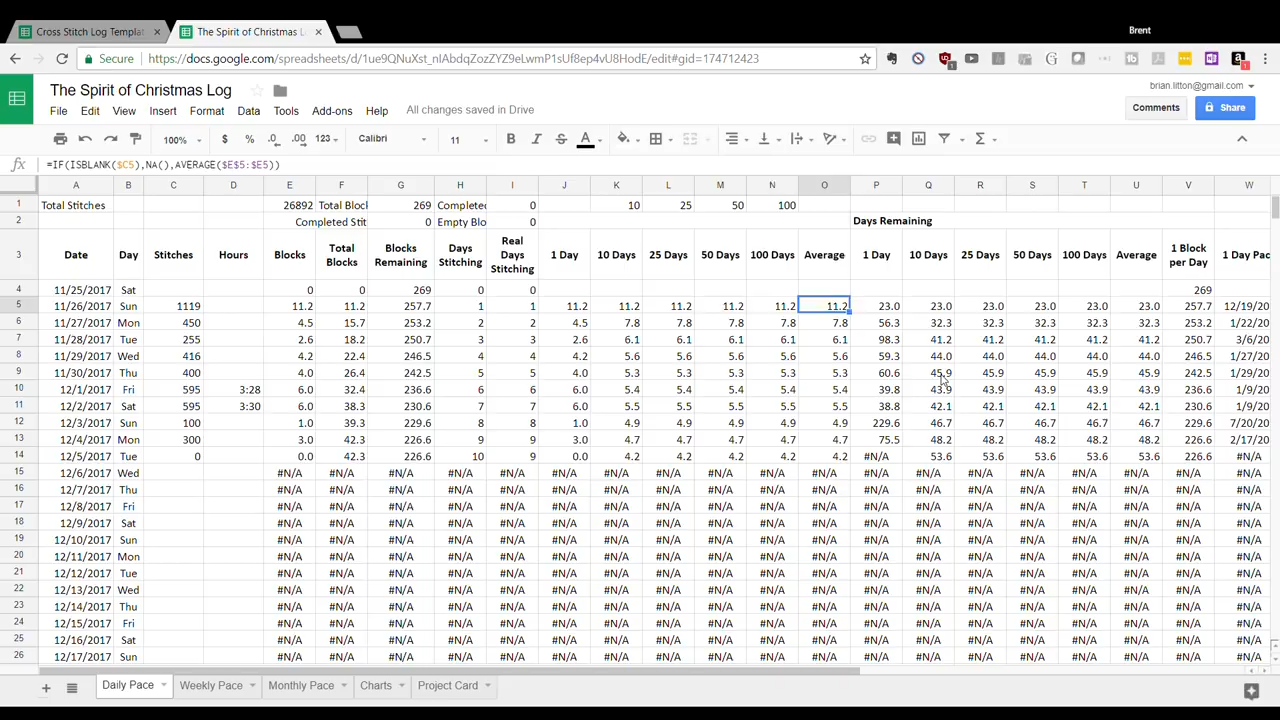 Brent
Cross Stitch Log Templat
The Spirit of Christmas L
Secure
https://docs.google.com/spreadsheets/d/1ue9QNuXst_nIAbdqZozZYZ9eLwmP1sUf8ep4vU8HodE/edit#gid=174712423
The Spirit of Christmas Log
brian.litton@gmail.com
File Edit View Insert Format Data Tools Add-ons Help All changes saved in Drive
Comments Share
100% $ % .0 .00 123 Calibri 11 B I S A
fx =IF(ISBLANK($C5),NA(),AVERAGE($E$5:$E5))
A B C D E F G H I J K L M N O P Q R S T U V W
1 Total Stitches 26892 Total Block 269 Completed 0 10 25 50 100
2 Completed Stit 0 Empty Blo 0 Days Remaining
3 Date Day Stitches Hours Blocks Total Blocks Blocks Remaining Days Stitching Real Days Stitching 1 Day 10 Days 25 Days 50 Days 100 Days Average 1 Day 10 Days 25 Days 50 Days 100 Days Average 1 Block per Day 1 Day Pac
4 11/25/2017 Sat 0 0 269 0 0 269
5 11/26/2017 Sun 1119 11.2 11.2 257.7 1 1 11.2 11.2 11.2 11.2 11.2 11.2 23.0 23.0 23.0 23.0 23.0 23.0 257.7 12/19/20
6 11/27/2017 Mon 450 4.5 15.7 253.2 2 2 4.5 7.8 7.8 7.8 7.8 7.8 56.3 32.3 32.3 32.3 32.3 32.3 253.2 1/22/20
7 11/28/2017 Tue 255 2.6 18.2 250.7 3 3 2.6 6.1 6.1 6.1 6.1 6.1 98.3 41.2 41.2 41.2 41.2 41.2 250.7 3/6/20
8 11/29/2017 Wed 416 4.2 22.4 246.5 4 4 4.2 5.6 5.6 5.6 5.6 5.6 59.3 44.0 44.0 44.0 44.0 44.0 246.5 1/27/20
9 11/30/2017 Thu 400 4.0 26.4 242.5 5 5 4.0 5.3 5.3 5.3 5.3 5.3 60.6 45.9 45.9 45.9 45.9 45.9 242.5 1/29/20
10 12/1/2017 Fri 595 3:28 6.0 32.4 236.6 6 6 6.0 5.4 5.4 5.4 5.4 5.4 39.8 43.9 43.9 43.9 43.9 43.9 236.6 1/9/20
11 12/2/2017 Sat 595 3:30 6.0 38.3 230.6 7 7 6.0 5.5 5.5 5.5 5.5 5.5 38.8 42.1 42.1 42.1 42.1 42.1 230.6 1/9/20
12 12/3/2017 Sun 100 1.0 39.3 229.6 8 8 1.0 4.9 4.9 4.9 4.9 4.9 229.6 46.7 46.7 46.7 46.7 46.7 229.6 7/20/20
13 12/4/2017 Mon 300 3.0 42.3 226.6 9 9 3.0 4.7 4.7 4.7 4.7 4.7 75.5 48.2 48.2 48.2 48.2 48.2 226.6 2/17/20
14 12/5/2017 Tue 0 0.0 42.3 226.6 10 9 0.0 4.2 4.2 4.2 4.2 4.2 #N/A 53.6 53.6 53.6 53.6 53.6 226.6 #N/A
15 12/6/2017 Wed #N/A #N/A #N/A #N/A #N/A #N/A #N/A #N/A #N/A #N/A #N/A #N/A #N/A #N/A #N/A #N/A #N/A #N/A #N/A
16 12/7/2017 Thu #N/A #N/A #N/A #N/A #N/A #N/A #N/A #N/A #N/A #N/A #N/A #N/A #N/A #N/A #N/A #N/A #N/A #N/A #N/A
17 12/8/2017 Fri #N/A #N/A #N/A #N/A #N/A #N/A #N/A #N/A #N/A #N/A #N/A #N/A #N/A #N/A #N/A #N/A #N/A #N/A #N/A
18 12/9/2017 Sat #N/A #N/A #N/A #N/A #N/A #N/A #N/A #N/A #N/A #N/A #N/A #N/A #N/A #N/A #N/A #N/A #N/A #N/A #N/A
19 12/10/2017 Sun #N/A #N/A #N/A #N/A #N/A #N/A #N/A #N/A #N/A #N/A #N/A #N/A #N/A #N/A #N/A #N/A #N/A #N/A #N/A
20 12/11/2017 Mon #N/A #N/A #N/A #N/A #N/A #N/A #N/A #N/A #N/A #N/A #N/A #N/A #N/A #N/A #N/A #N/A #N/A #N/A #N/A
21 12/12/2017 Tue #N/A #N/A #N/A #N/A #N/A #N/A #N/A #N/A #N/A #N/A #N/A #N/A #N/A #N/A #N/A #N/A #N/A #N/A #N/A
22 12/13/2017 Wed #N/A #N/A #N/A #N/A #N/A #N/A #N/A #N/A #N/A #N/A #N/A #N/A #N/A #N/A #N/A #N/A #N/A #N/A #N/A
23 12/14/2017 Thu #N/A #N/A #N/A #N/A #N/A #N/A #N/A #N/A #N/A #N/A #N/A #N/A #N/A #N/A #N/A #N/A #N/A #N/A #N/A
24 12/15/2017 Fri #N/A #N/A #N/A #N/A #N/A #N/A #N/A #N/A #N/A #N/A #N/A #N/A #N/A #N/A #N/A #N/A #N/A #N/A #N/A
25 12/16/2017 Sat #N/A #N/A #N/A #N/A #N/A #N/A #N/A #N/A #N/A #N/A #N/A #N/A #N/A #N/A #N/A #N/A #N/A #N/A #N/A
26 12/17/2017 Sun #N/A #N/A #N/A #N/A #N/A #N/A #N/A #N/A #N/A #N/A #N/A #N/A #N/A #N/A #N/A #N/A #N/A #N/A #N/A
Daily Pace Weekly Pace Monthly Pace Charts Project Card